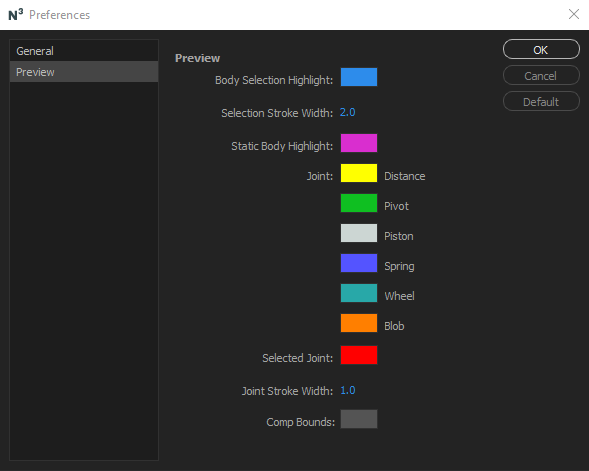 N³ Preferences
General
Preview
Preview
Body Selection Highlight:
Selection Stroke Width: 2.0
Static Body Highlight:
Joint: Distance
Pivot
Piston
Spring
Wheel
Blob
Selected Joint:
Joint Stroke Width: 1.0
Comp Bounds:
OK
Cancel
Default